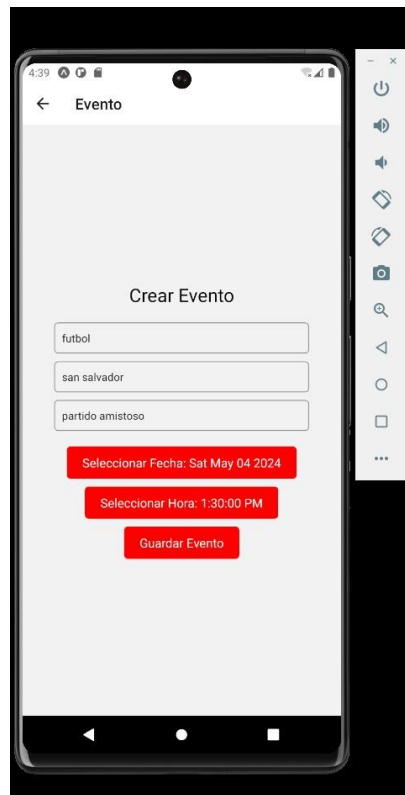 4:39
Evento
Crear Evento
futbol
san salvador
partido amistoso
Seleccionar Fecha: Sat May 04 2024
Seleccionar Hora: 1:30:00 PM
Guardar Evento